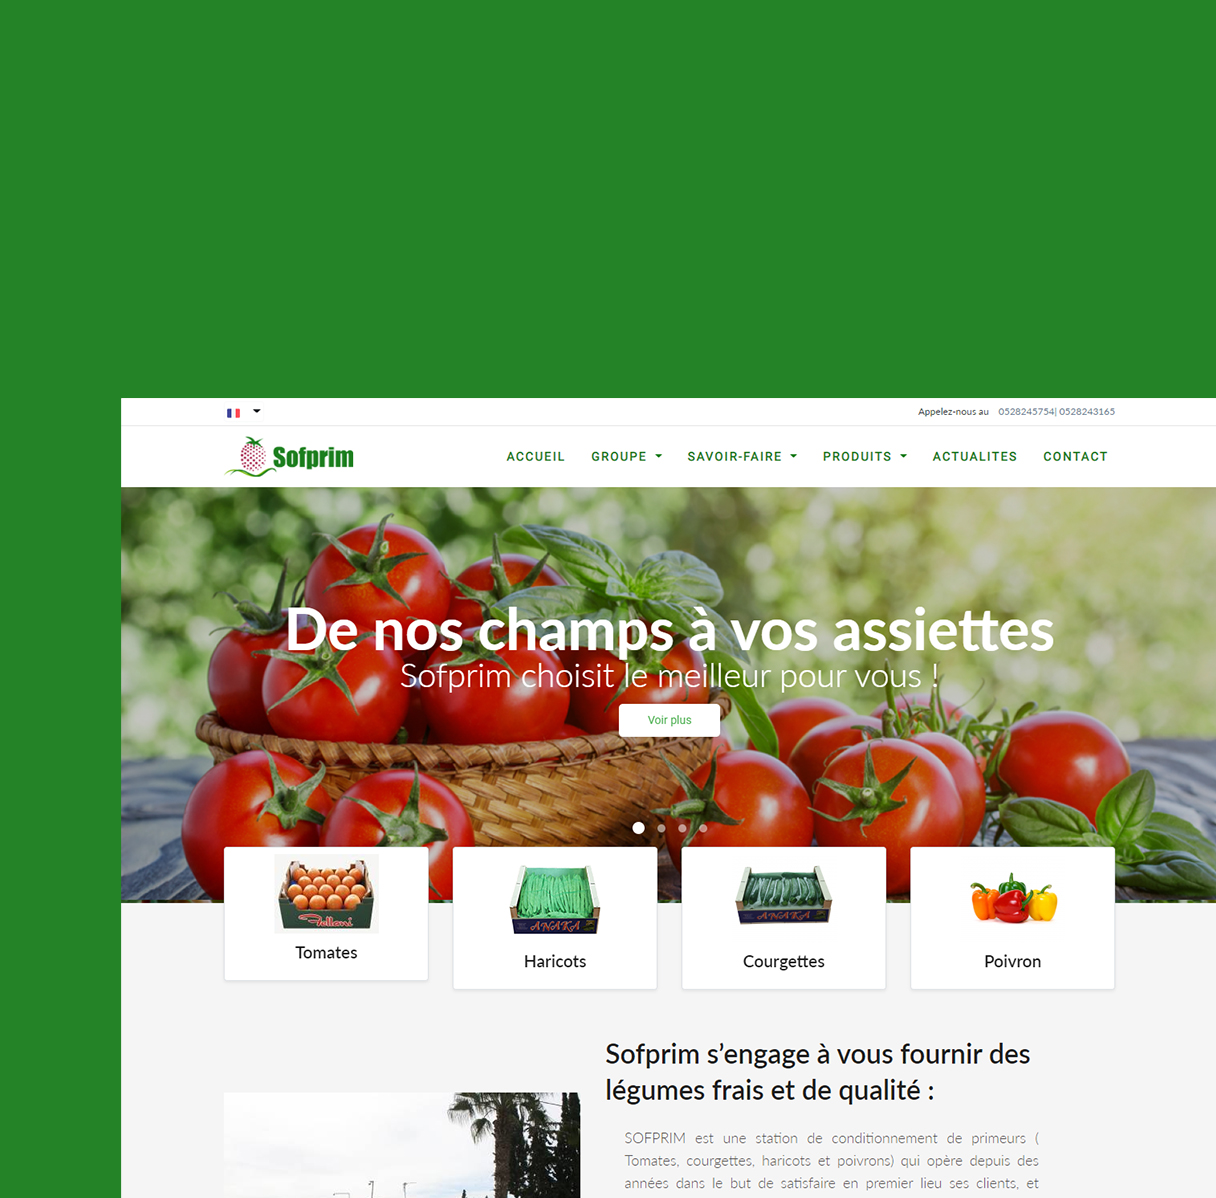 Appelez-nous au 0528245754| 0528243165
Sofprim
ACCUEIL GROUPE SAVOIR-FAIRE PRODUITS ACTUALITES CONTACT
De nos champs à vos assiettes
Sofprim choisit le meilleur pour vous !
Voir plus
Felloni
ANAKA
ANAKA
Tomates
Haricots
Courgettes
Poivron
Sofprim s’engage à vous fournir des
légumes frais et de qualité :
SOFPRIM est une station de conditionnement de primeurs (
Tomates, courgettes, haricots et poivrons) qui opère depuis des
années dans le but de satisfaire en premier lieu ses clients, et